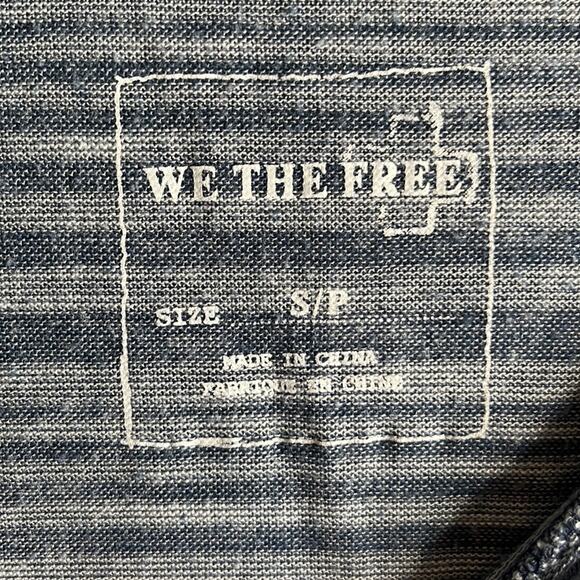 WE THE FREE
SIZE S/P
MADE IN CHINA
FABRIQUE EN CHINE